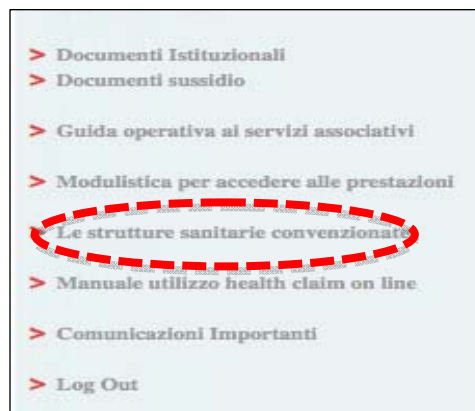 > Documenti Istituzionali
> Documenti sussidio
> Guida operativa ai servizi associativi
> Modulistica per accedere alle prestazioni
> Le strutture sanitarie convenzionate
> Manuale utilizzo health claim on line
> Comunicazioni Importanti
> Log Out